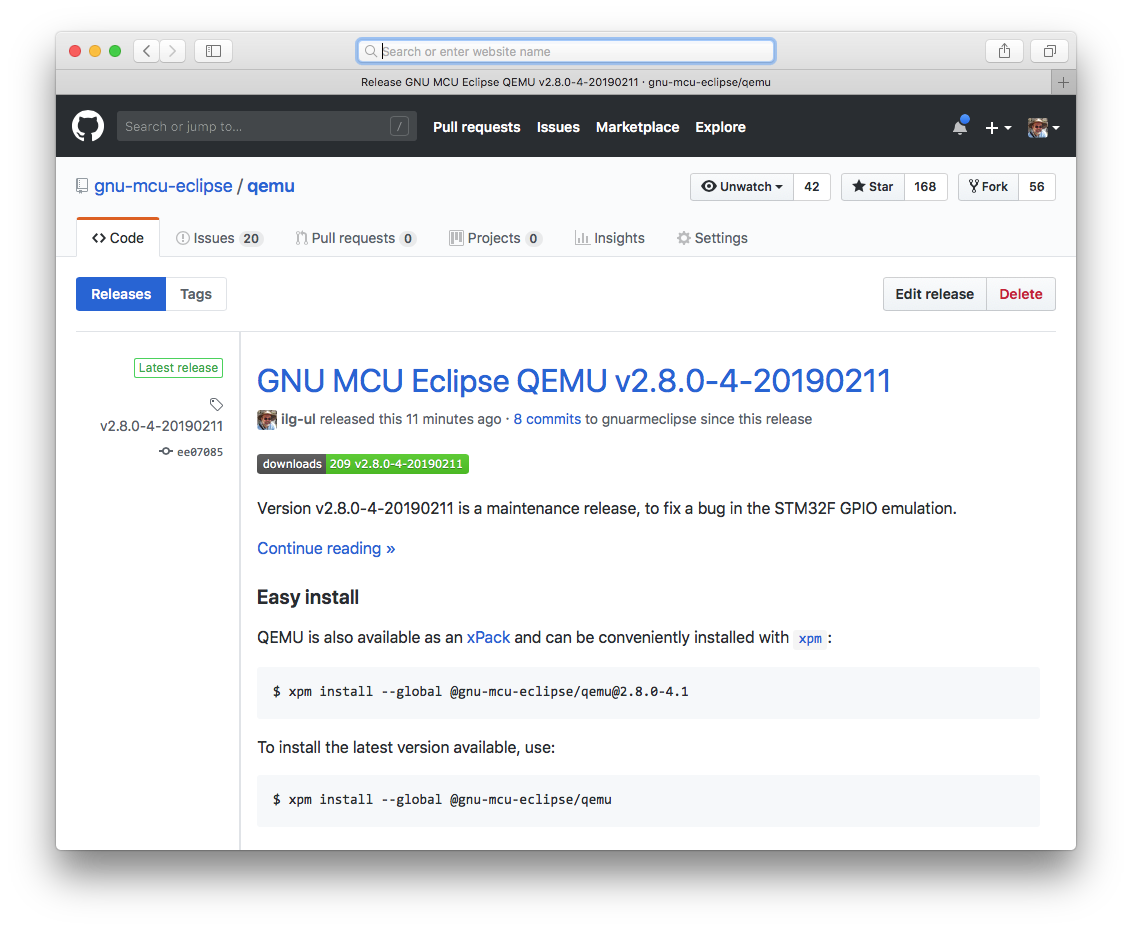 Search or enter website name
Release GNU MCU Eclipse QEMU v2.8.0-4-20190211 · gnu-mcu-eclipse/qemu
Search or jump to... / Pull requests Issues Marketplace Explore
gnu-mcu-eclipse / qemu Unwatch 42 Star 168 Fork 56
Code Issues 20 Pull requests 0 Projects 0 Insights Settings
Releases Tags Edit release Delete
Latest release
v2.8.0-4-20190211
ee07085
GNU MCU Eclipse QEMU v2.8.0-4-20190211
ilg-ul released this 11 minutes ago · 8 commits to gnuarmeclipse since this release
downloads 209 v2.8.0-4-20190211
Version v2.8.0-4-20190211 is a maintenance release, to fix a bug in the STM32F GPIO emulation.
Continue reading »
Easy install
QEMU is also available as an xPack and can be conveniently installed with xpm :
$ xpm install --global @gnu-mcu-eclipse/qemu@2.8.0-4.1
To install the latest version available, use:
$ xpm install --global @gnu-mcu-eclipse/qemu